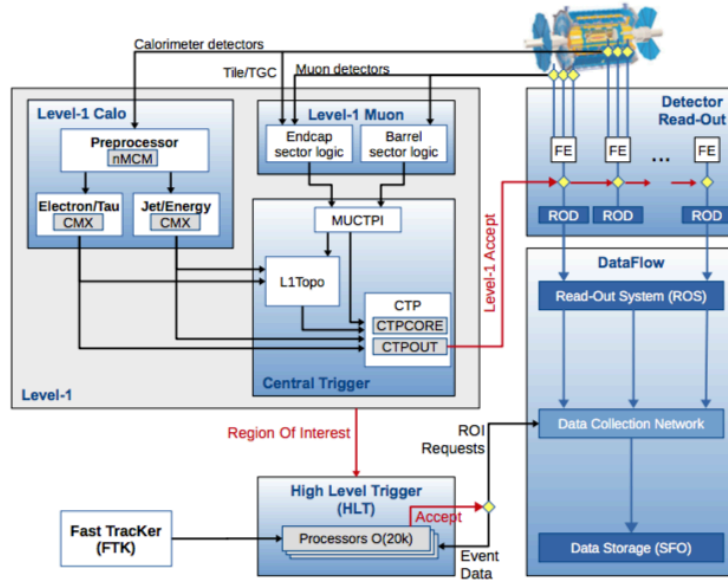 Calorimeter detectors
Tile/TGC
Muon detectors
Level-1 Calo
Preprocessor
nMCM
Electron/Tau
CMX
Jet/Energy
CMX
Level-1 Muon
Endcap
sector logic
Barrel
sector logic
MUCTPI
L1Topo
CTP
CTPCORE
CTPOUT
Central Trigger
Level-1
Level-1 Accept
Detector
Read-Out
FE
FE
...
FE
ROD
ROD
ROD
DataFlow
Read-Out System (ROS)
Data Collection Network
Data Storage (SFO)
Region Of Interest
ROI
Requests
High Level Trigger
(HLT)
Accept
Processors O(20k)
Event
Data
Fast TracKer
(FTK)